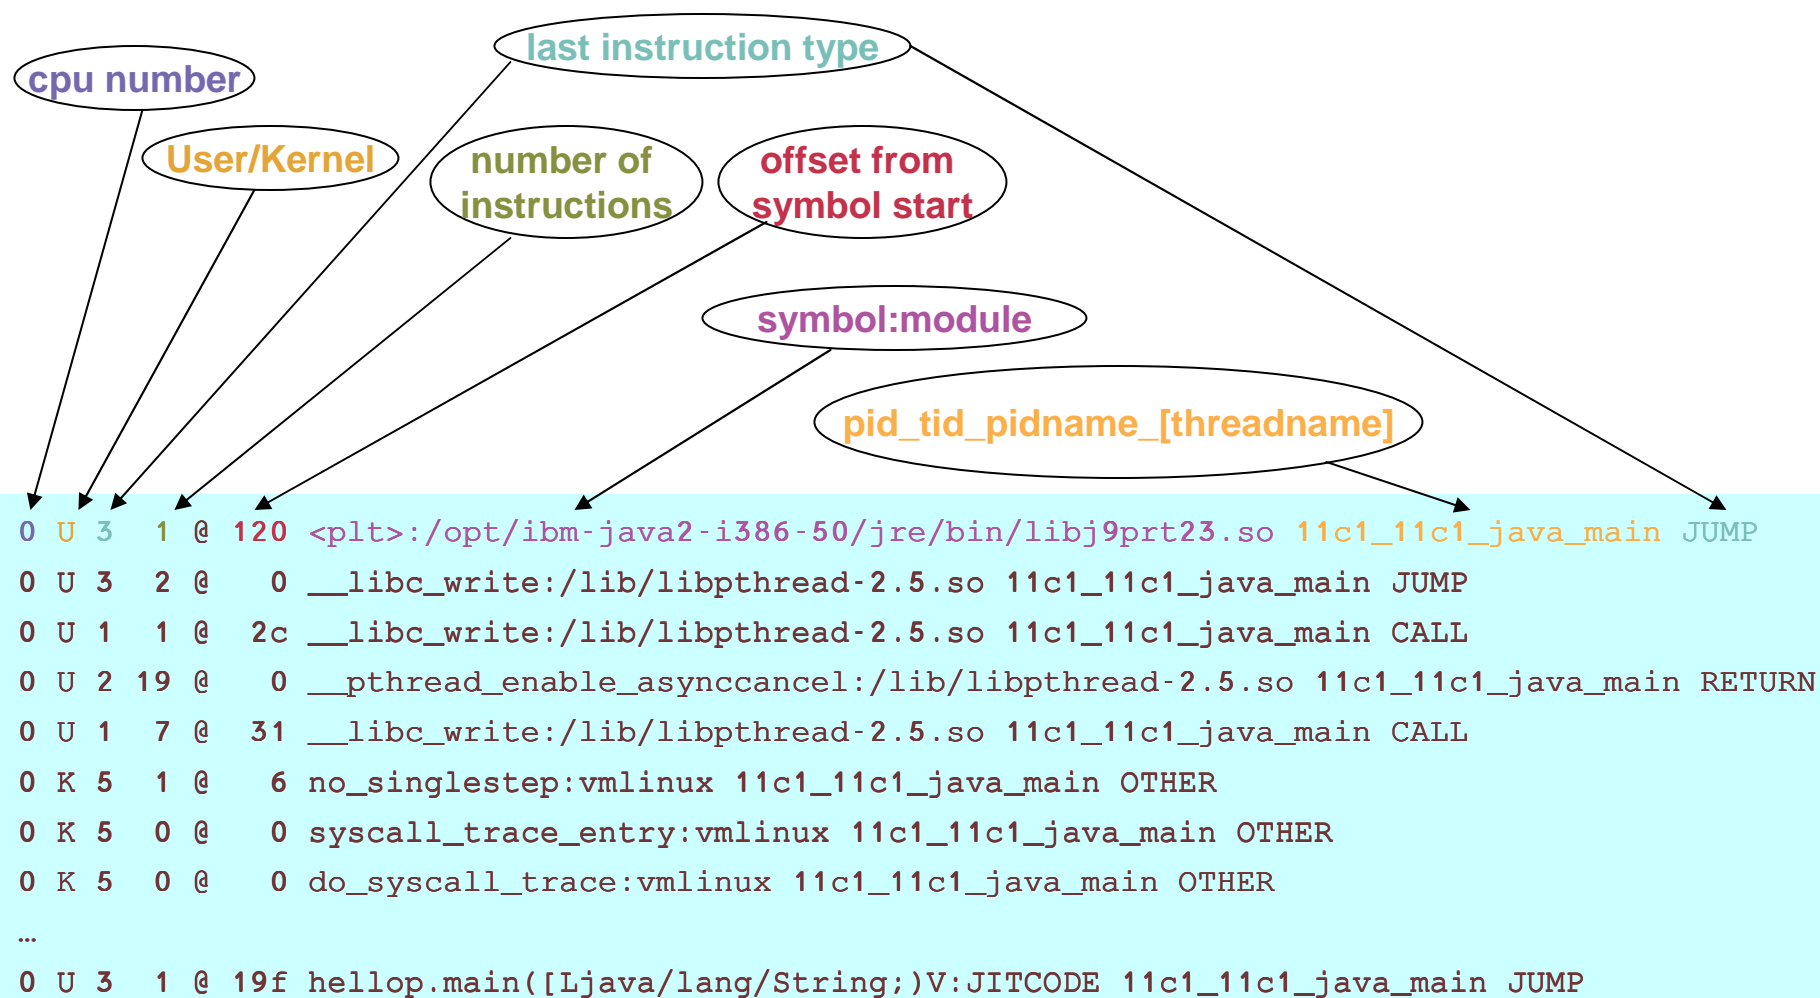 last instruction type
cpu number
User/Kernel
number of
instructions
offset from
symbol start
symbol:module
pid_tid_pidname_[threadname]
0 U 3 1 @ 120 <plt>:/opt/ibm-java2-i386-50/jre/bin/libj9prt23.so 11c1_11c1_java_main JUMP
0 U 3 2 @ 0 __libc_write:/lib/libpthread-2.5.so 11c1_11c1_java_main JUMP
0 U 1 1 @ 2c __libc_write:/lib/libpthread-2.5.so 11c1_11c1_java_main CALL
0 U 2 19 @ 0 __pthread_enable_asynccancel:/lib/libpthread-2.5.so 11c1_11c1_java_main RETURN
0 U 1 7 @ 31 __libc_write:/lib/libpthread-2.5.so 11c1_11c1_java_main CALL
0 K 5 1 @ 6 no_singlestep:vmlinux 11c1_11c1_java_main OTHER
0 K 5 0 @ 0 syscall_trace_entry:vmlinux 11c1_11c1_java_main OTHER
0 K 5 0 @ 0 do_syscall_trace:vmlinux 11c1_11c1_java_main OTHER
…
0 U 3 1 @ 19f hellop.main([Ljava/lang/String;)V:JITCODE 11c1_11c1_java_main JUMP